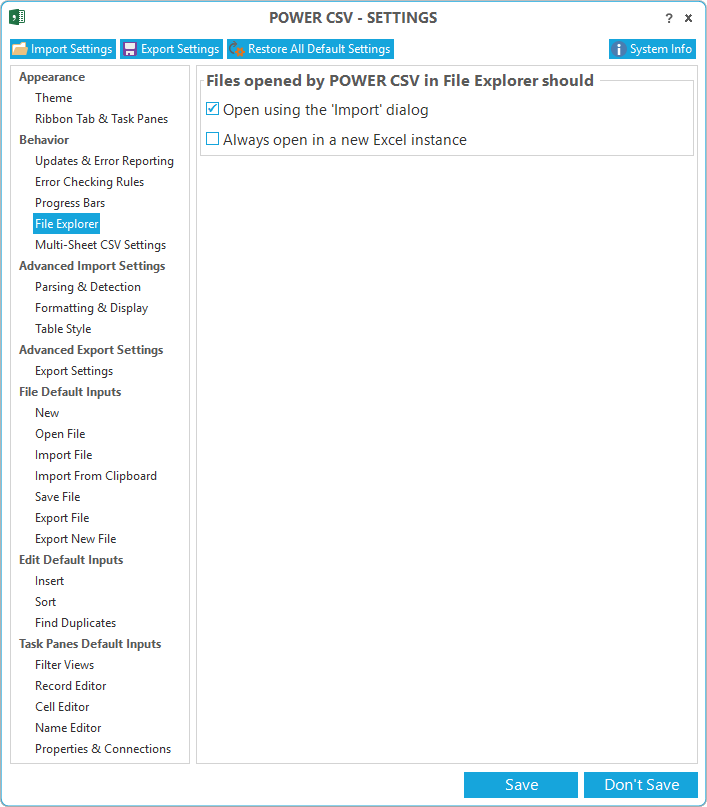 POWER CSV - SETTINGS
? x
Import Settings Export Settings Restore All Default Settings System Info
Appearance
Theme
Ribbon Tab & Task Panes
Behavior
Updates & Error Reporting
Error Checking Rules
Progress Bars
File Explorer
Multi-Sheet CSV Settings
Advanced Import Settings
Parsing & Detection
Formatting & Display
Table Style
Advanced Export Settings
Export Settings
File Default Inputs
New
Open File
Import File
Import From Clipboard
Save File
Export File
Export New File
Edit Default Inputs
Insert
Sort
Find Duplicates
Task Panes Default Inputs
Filter Views
Record Editor
Cell Editor
Name Editor
Properties & Connections
Files opened by POWER CSV in File Explorer should
Open using the 'Import' dialog
Always open in a new Excel instance
Save Don't Save